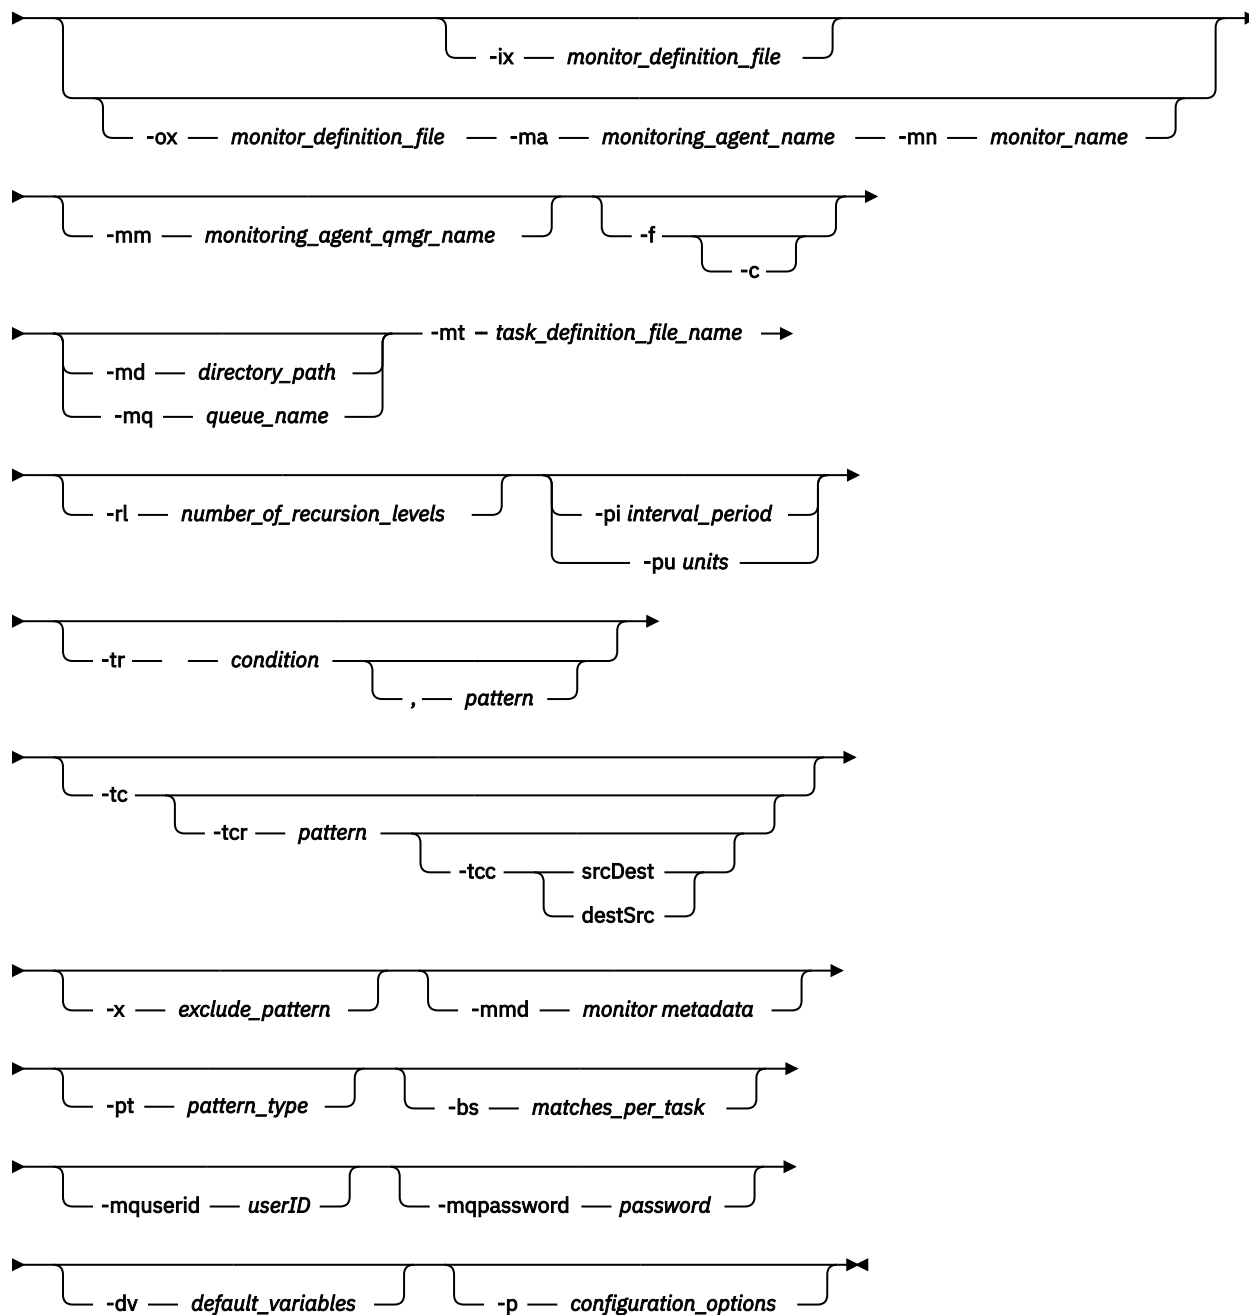 -ix monitor_definition_file
-ox monitor_definition_file -ma monitoring_agent_name -mn monitor_name
-mm monitoring_agent_qmgr_name -f
-c
-mt task_definition_file_name
-md directory_path
-mq queue_name
-rl number_of_recursion_levels -pi interval_period
-pu units
-tr condition
, pattern
-tc
-tcr pattern
-tcc srcDest
destSrc
-x exclude_pattern -mmd monitor metadata
-pt pattern_type -bs matches_per_task
-mquserid userID -mqpassword password
-dv default_variables -p configuration_options